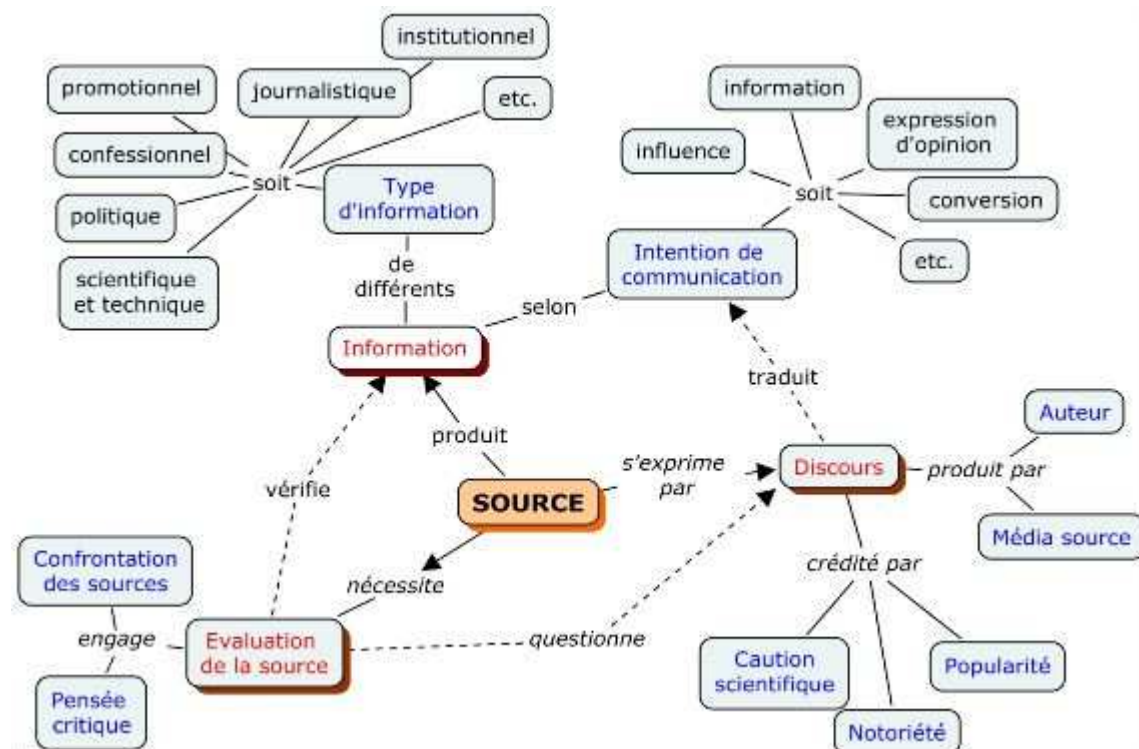 institutionnel
promotionnel
journalistique
etc.
confessionnel
soit
Type
d'information
politique
scientifique
et technique
de
différents
information
expression
d'opinion
influence
soit
conversion
etc.
Intention de
communication
selon
Information
traduit
produit
Auteur
s'exprime
par
Discours
produit par
vérifie
SOURCE
Média source
Confrontation
des sources
nécessite
crédité par
engage
Evaluation
de la source
questionne
Caution
scientifique
Popularité
Pensée
critique
Notoriété